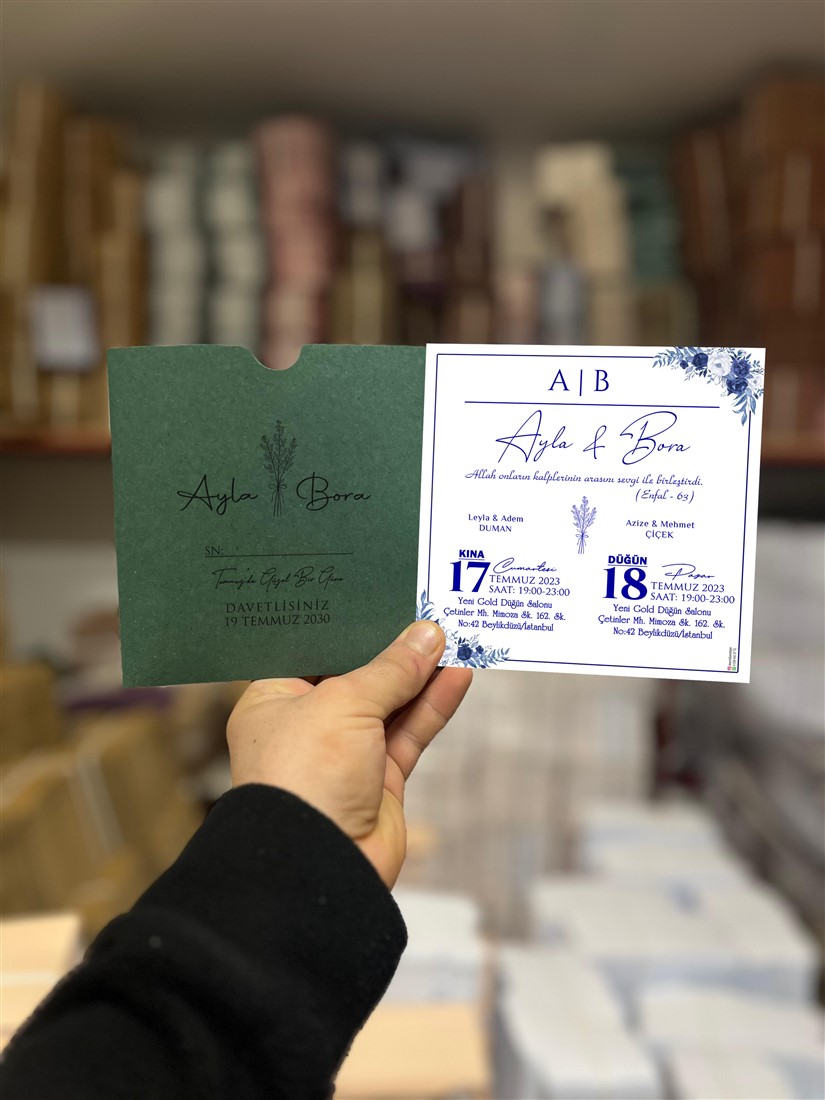 Ayla Bora
SN:
Temmuz'da Güzel Bir Güne
DAVETLİSİNİZ
19 TEMMUZ 2030
A | B
Ayla & Bora
Allah onların kalplerinin arasını sevgi ile birleştirdi.
(Enfal - 63)
Leyla & Adem
DUMAN
Azize & Mehmet
ÇİÇEK
KINA
17 Cumartesi
TEMMUZ 2023
SAAT: 19:00-23:00
Yeni Gold Düğün Salonu
Çetinler Mh. Mimoza Sk. 162. Sk.
No:42 Beylikdüzü/İstanbul
DÜĞÜN
18 Pazar
TEMMUZ 2023
SAAT: 19:00-23:00
Yeni Gold Düğün Salonu
Çetinler Mh. Mimoza Sk. 162. Sk.
No:42 Beylikdüzü/İstanbul